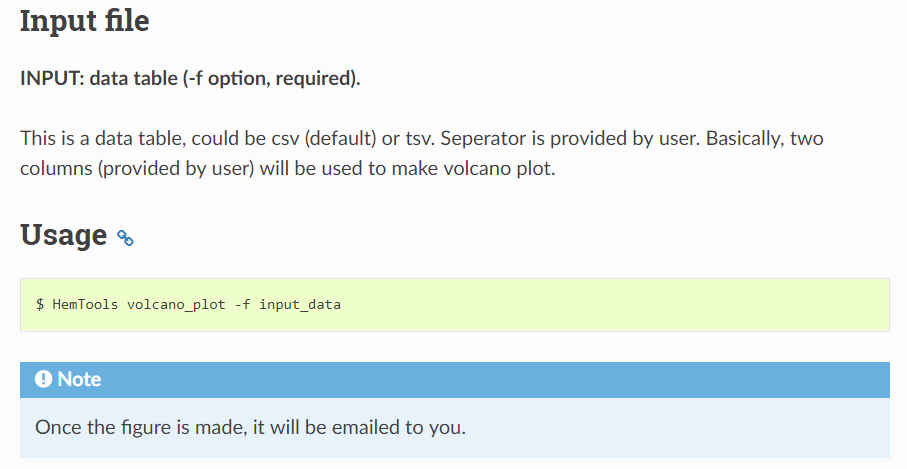 Input file
INPUT: data table (-f option, required).
This is a data table, could be csv (default) or tsv. Seperator is provided by user. Basically, two
columns (provided by user) will be used to make volcano plot.
Usage
$ HemTools volcano_plot -f input_data
Note
Once the figure is made, it will be emailed to you.